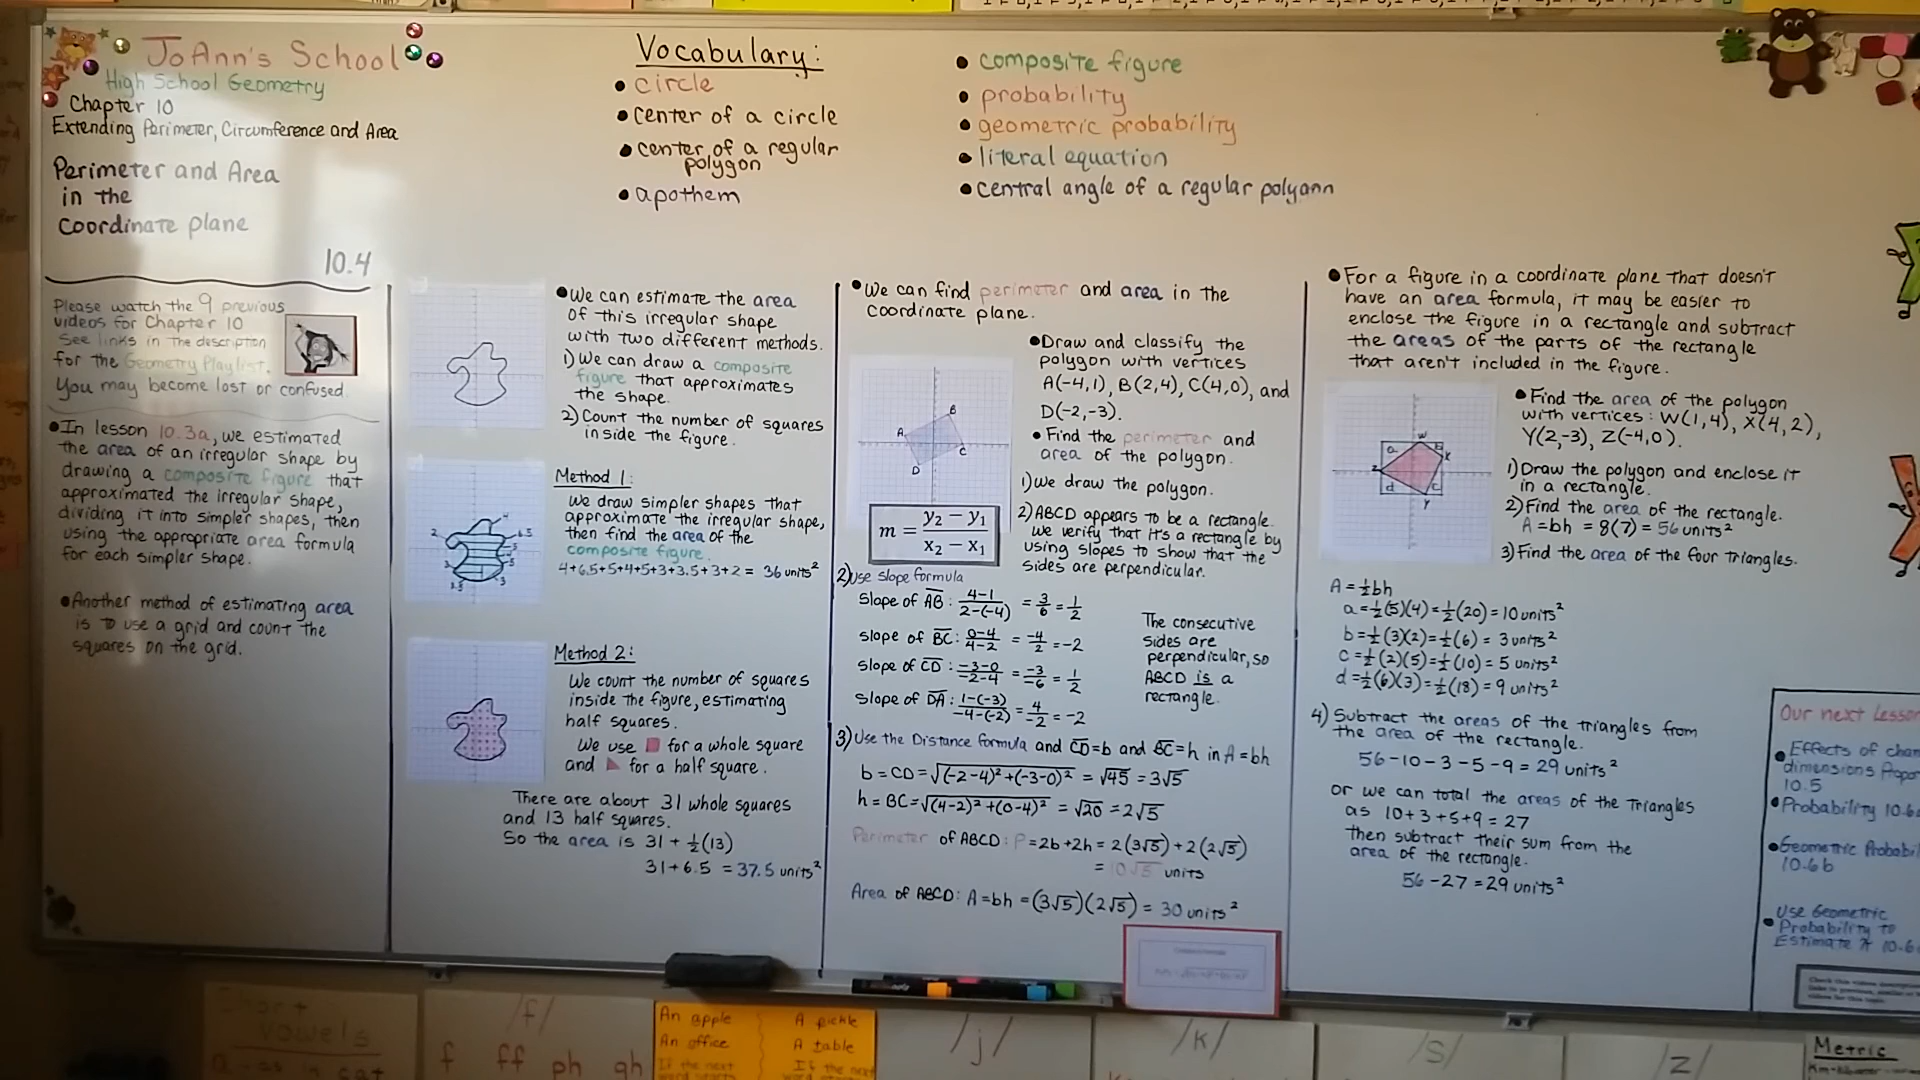 JoAnn's School
High School Geometry
Chapter 10
Extending Perimeter, Circumference and Area
Perimeter and Area
in the
Coordinate plane
10.4
Vocabulary:
• circle
• center of a circle
• center of a regular
polygon
• apothem
• composite figure
• probability
• geometric probability
• literal equation
• central angle of a regular polygon
Please watch the 9 previous
videos for Chapter 10
See links in the description
for the Geometry Playlist.
You may become lost or confused.
• In lesson 10.3a, we estimated
the area of an irregular shape by
drawing a composite figure that
approximated the irregular shape,
dividing it into simpler shapes, then
using the appropriate area formula
for each simpler shape.
• Another method of estimating area
is to use a grid and count the
squares on the grid.
• We can estimate the area
of this irregular shape
with two different methods.
1) We can draw a composite
figure that approximates
the shape.
2) Count the number of squares
inside the figure.
Method 1:
We draw simpler shapes that
approximate the irregular shape,
then find the area of the
composite figure.
4+6.5+5+4+5+3+3.5+3+2 = 36 units²
Method 2:
We count the number of squares
inside the figure, estimating
half squares.
We use for a whole square
and for a half square.
There are about 31 whole squares
and 13 half squares.
So the area is 31 + ½(13)
31+6.5 = 37.5 units²
• We can find perimeter and area in the
coordinate plane.
• Draw and classify the
polygon with vertices
A(-4,1), B(2,4), C(4,0), and
D(-2,-3).
• Find the perimeter and
area of the polygon.
A
B
C
D
1) We draw the polygon.
m = (y₂ − y₁)/(x₂ − x₁)
2) ABCD appears to be a rectangle.
We verify that it's a rectangle by
using slopes to show that the
sides are perpendicular.
2) Use slope formula
Slope of AB: (4-1)/(2-(-4)) = 3/6 = 1/2
slope of BC: (0-4)/(4-2) = -4/2 = -2
slope of CD: (-3-0)/(-2-4) = -3/-6 = 1/2
slope of DA: (1-(-3))/(-4-(-2)) = 4/-2 = -2
The consecutive
sides are
perpendicular, so
ABCD is a
rectangle.
3) Use the Distance formula and CD=b and BC=h in A=bh
b = CD = √(-2-4)²+(-3-0)² = √45 = 3√5
h = BC = √(4-2)²+(0-4)² = √20 = 2√5
Perimeter of ABCD: P=2b+2h = 2(3√5)+2(2√5)
= 10√5 units
Area of ABCD: A=bh = (3√5)(2√5) = 30 units²
• For a figure in a coordinate plane that doesn't
have an area formula, it may be easier to
enclose the figure in a rectangle and subtract
the areas of the parts of the rectangle
that aren't included in the figure.
• Find the area of the polygon
with vertices: W(1,4), X(4,2),
Y(2,-3), Z(-4,0).
1) Draw the polygon and enclose it
in a rectangle.
2) Find the area of the rectangle.
A = bh = 8(7) = 56 units²
3) Find the area of the four triangles.
A = ½bh
a = ½(5)(4) = ½(20) = 10 units²
b = ½(3)(2) = ½(6) = 3 units²
c = ½(2)(5) = ½(10) = 5 units²
d = ½(6)(3) = ½(18) = 9 units²
4) Subtract the areas of the triangles from
the area of the rectangle.
56-10-3-5-9 = 29 units²
or we can total the areas of the triangles
as 10+3+5+9 = 27
then subtract their sum from the
area of the rectangle.
56-27 = 29 units²
Our next Lesson
• Effects of chan
dimensions Propor
10.5
• Probability 10.6
• Geometric Probabi
10.6b
• Use Geometric
Probability to
Estimate π 10.6
vowels
/f/
f ff ph gh
An apple
An office
If the next
A pickle
A table
If the next
/j/
/k/
/s/
/z/
Metric